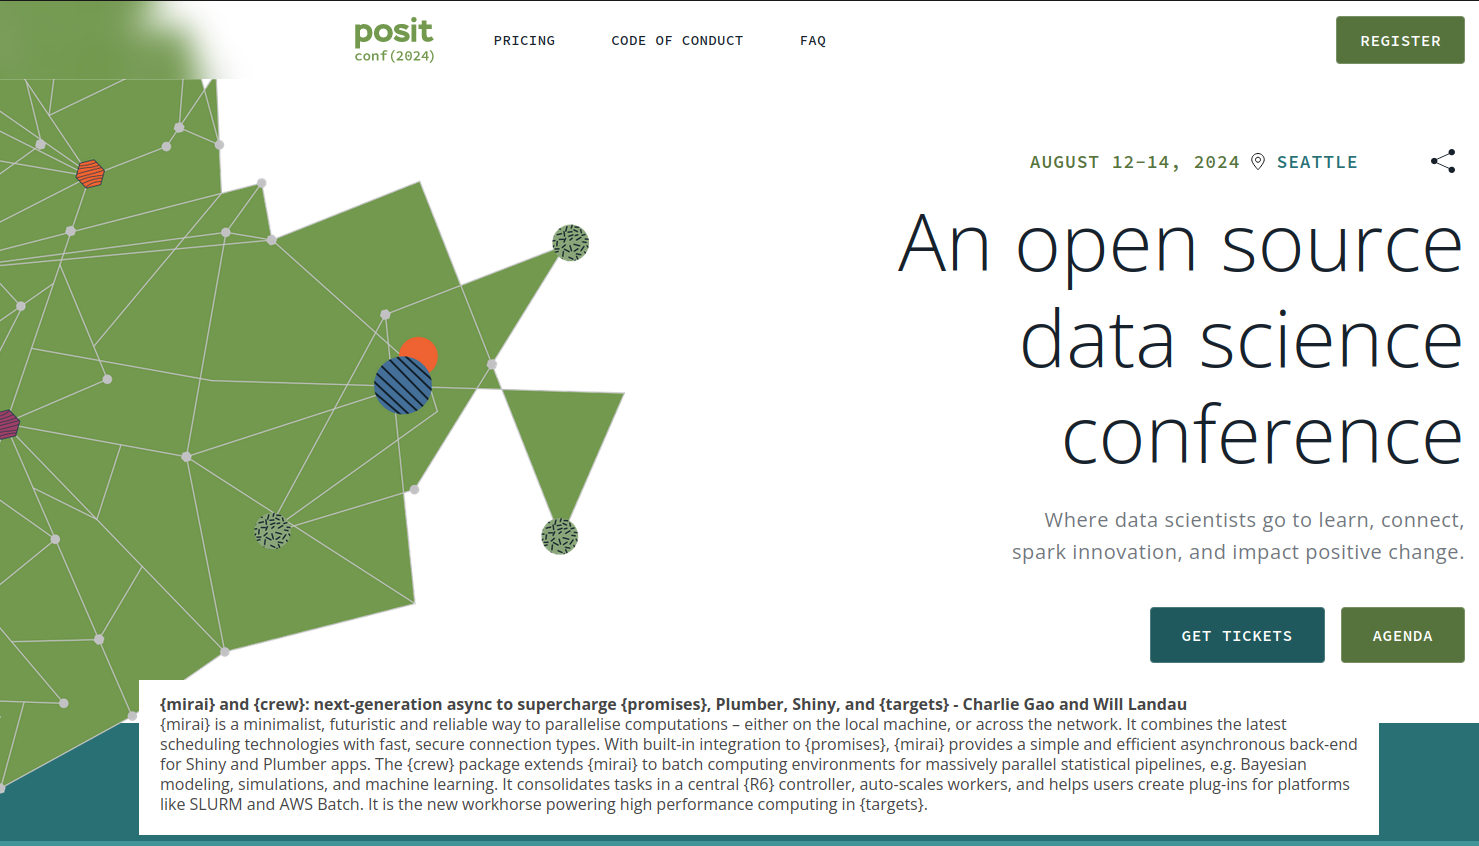 posit
conf(2024)
PRICING
CODE OF CONDUCT
FAQ
REGISTER
AUGUST 12–14, 2024
SEATTLE
An open source
data science
conference
Where data scientists go to learn, connect,
spark innovation, and impact positive change.
GET TICKETS
AGENDA
{mirai} and {crew}: next-generation async to supercharge {promises}, Plumber, Shiny, and {targets} - Charlie Gao and Will Landau
{mirai} is a minimalist, futuristic and reliable way to parallelise computations – either on the local machine, or across the network. It combines the latest
scheduling technologies with fast, secure connection types. With built-in integration to {promises}, {mirai} provides a simple and efficient asynchronous back-end
for Shiny and Plumber apps. The {crew} package extends {mirai} to batch computing environments for massively parallel statistical pipelines, e.g. Bayesian
modeling, simulations, and machine learning. It consolidates tasks in a central {R6} controller, auto-scales workers, and helps users create plug-ins for platforms
like SLURM and AWS Batch. It is the new workhorse powering high performance computing in {targets}.